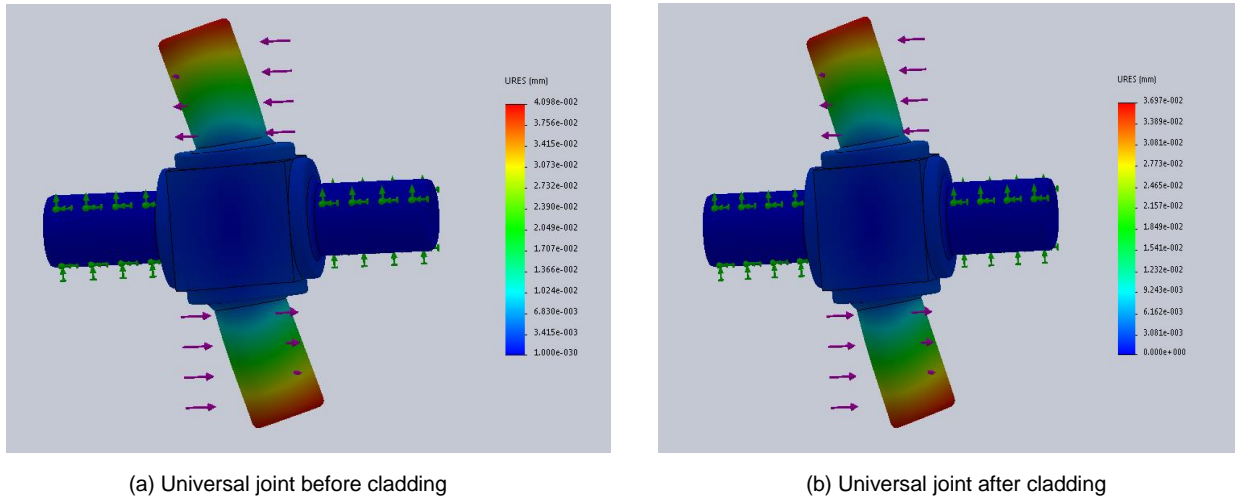 URES (mm)
4.098e-002
3.756e-002
3.415e-002
3.073e-002
2.732e-002
2.390e-002
2.049e-002
1.707e-002
1.366e-002
1.024e-002
6.830e-003
3.415e-003
1.000e-030
URES (mm)
3.697e-002
3.389e-002
3.081e-002
2.773e-002
2.465e-002
2.157e-002
1.849e-002
1.541e-002
1.232e-002
9.243e-003
6.162e-003
3.081e-003
0.000e+000
(a) Universal joint before cladding
(b) Universal joint after cladding